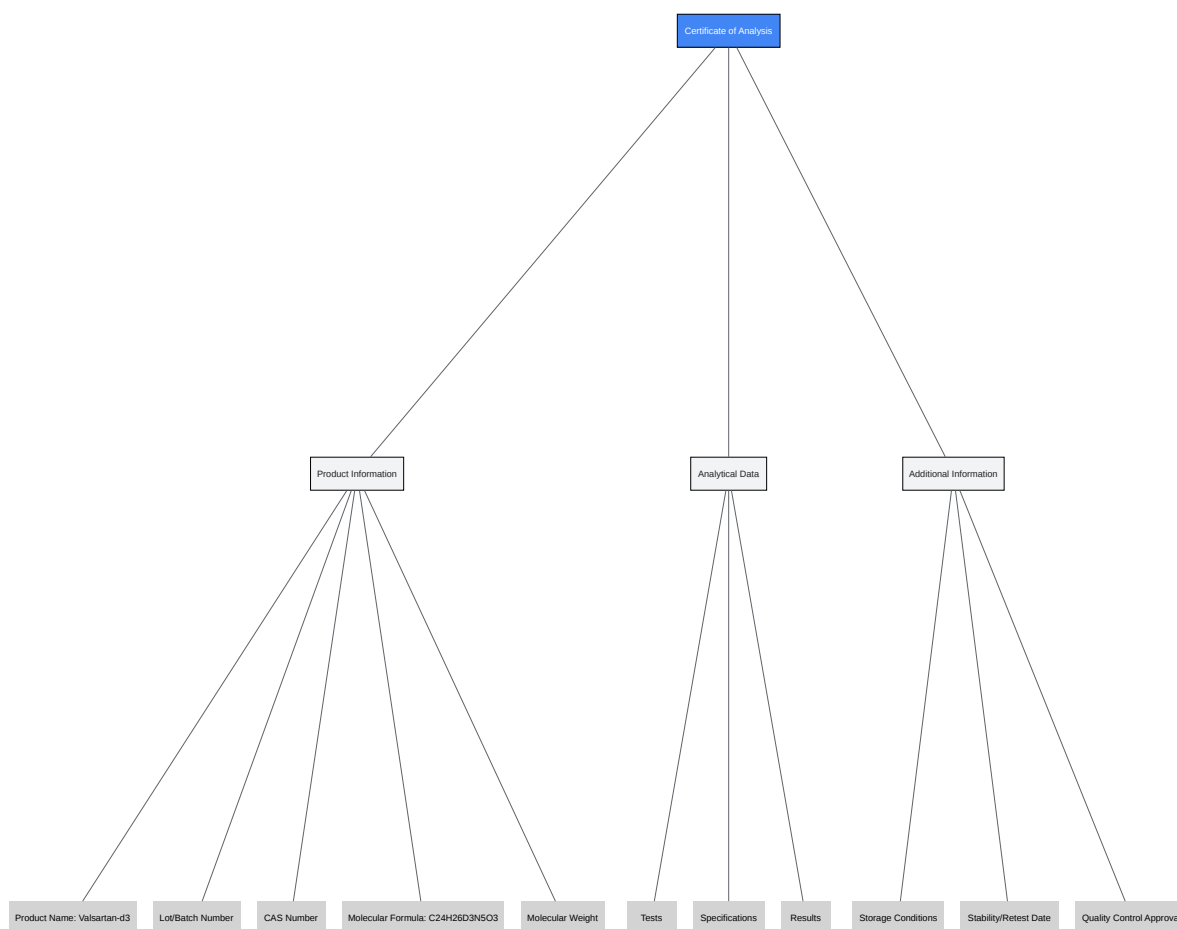 Certificate of Analysis
Product Information
Analytical Data
Additional Information
Product Name: Valsartan-d3
Lot/Batch Number
CAS Number
Molecular Formula: C24H26D3N5O3
Molecular Weight
Tests
Specifications
Results
Storage Conditions
Stability/Retest Date
Quality Control Approva